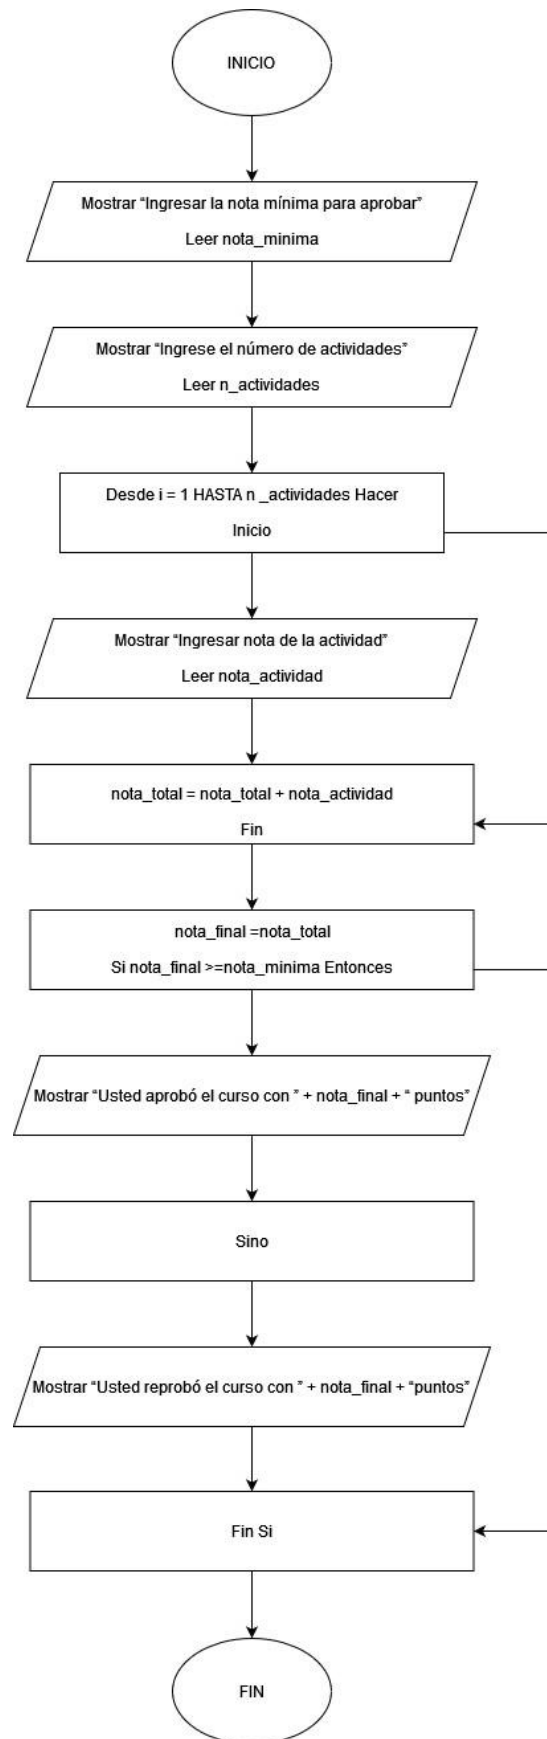 INICIO
Mostrar “Ingresar la nota mínima para aprobar”
Leer nota_minima
Mostrar “Ingrese el número de actividades”
Leer n_actividades
Desde i = 1 HASTA n _actividades Hacer
Inicio
Mostrar “Ingresar nota de la actividad”
Leer nota_actividad
nota_total = nota_total + nota_actividad
Fin
nota_final =nota_total
Si nota_final >=nota_minima Entonces
Mostrar “Usted aprobó el curso con ” + nota_final + “ puntos”
Sino
Mostrar “Usted reprobó el curso con ” + nota_final + “puntos”
Fin Si
FIN